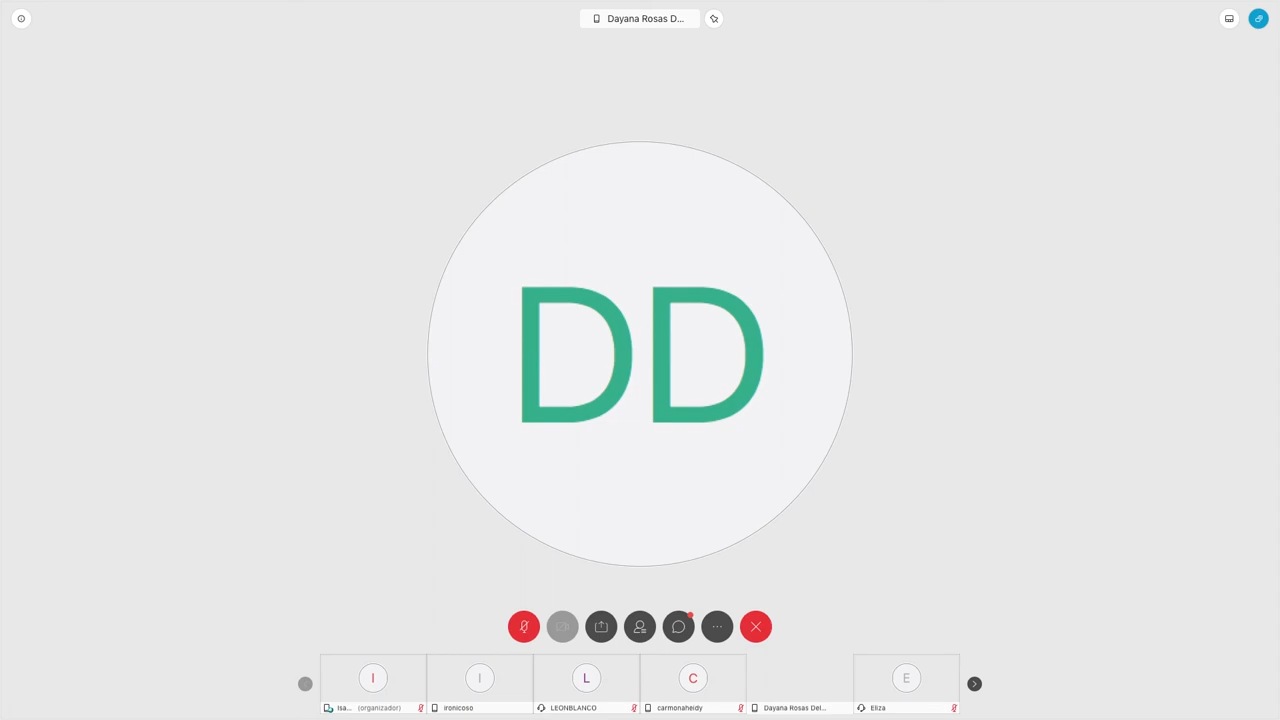 Dayana Rosas D...
DD
I
I
L
C
E
Isa... (organizador)
ironicoso
LEONBLANCO
carmonaheidy
Dayana Rosas Del...
Eliza